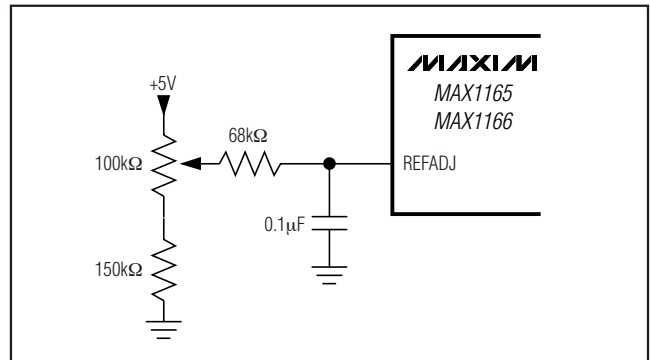 MAXIM
MAX1165
MAX1166
+5V
68kΩ
100kΩ
REFADJ
0.1μF
150kΩ